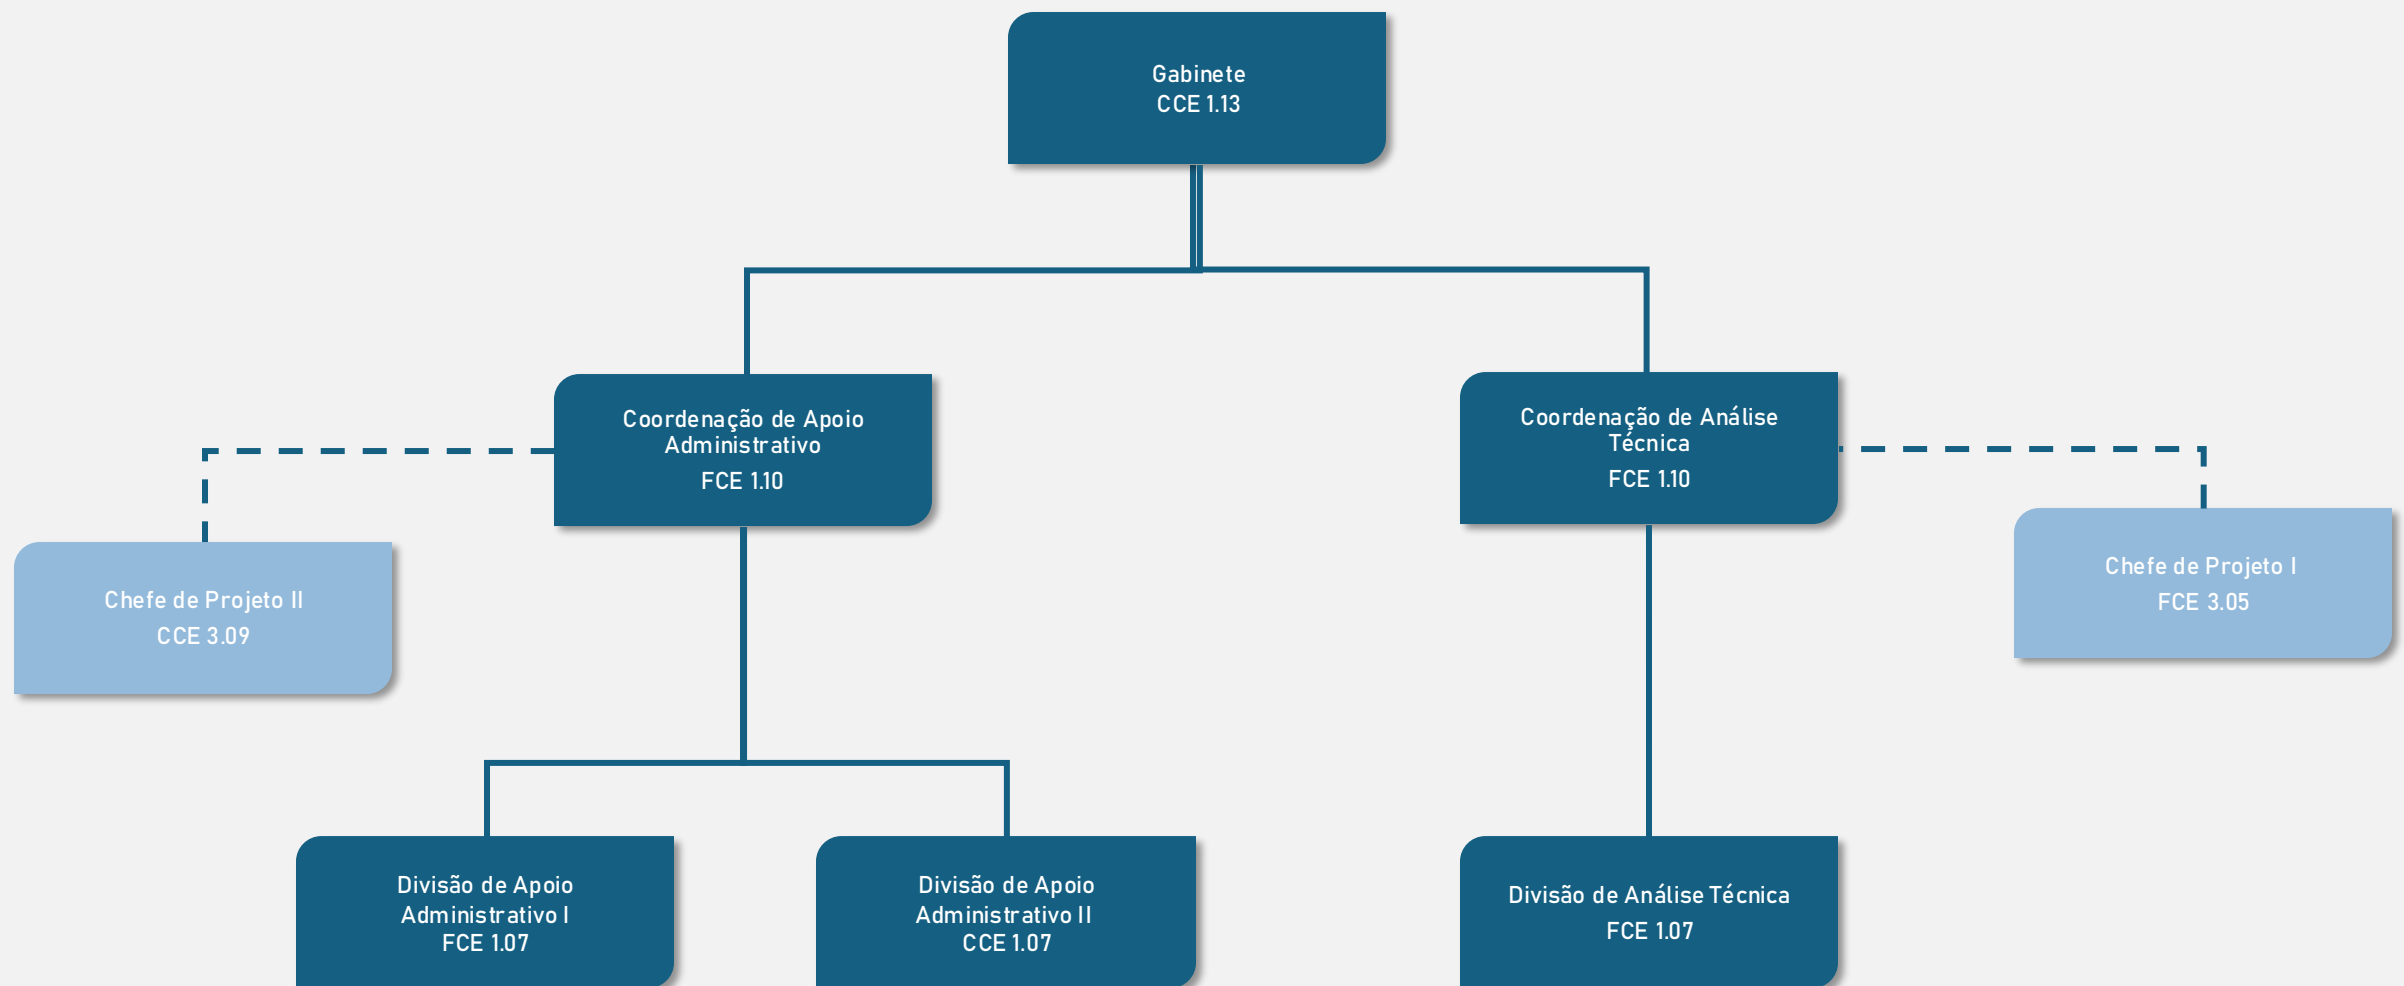 Gabinete
CCE 1.13
Coordenação de Apoio
Administrativo
FCE 1.10
Coordenação de Análise
Técnica
FCE 1.10
Chefe de Projeto II
CCE 3.09
Chefe de Projeto I
FCE 3.05
Divisão de Apoio
Administrativo I
FCE 1.07
Divisão de Apoio
Administrativo II
CCE 1.07
Divisão de Análise Técnica
FCE 1.07